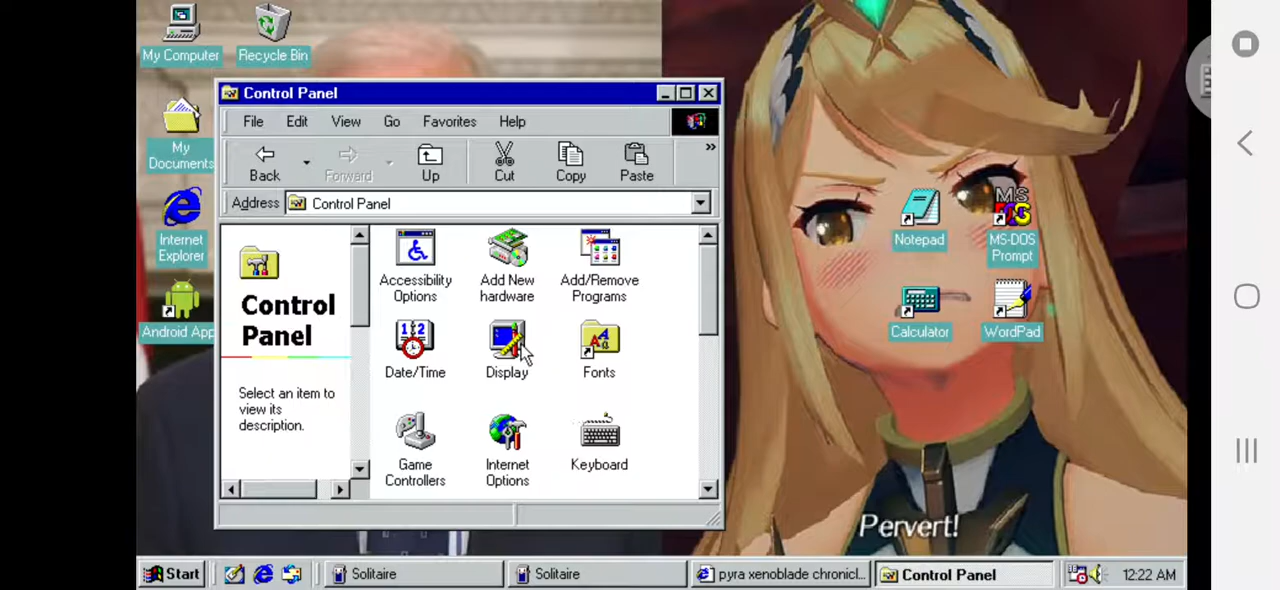 My Computer
Recycle Bin
My
Documents
Internet
Explorer
Android App
Control Panel
File Edit View Go Favorites Help
Back Forward Up Cut Copy Paste »
Address Control Panel
Control
Panel
Select an item to
view its
description.
Accessibility
Options
Add New
hardware
Add/Remove
Programs
Date/Time
Display
Fonts
Game
Controllers
Internet
Options
Keyboard
Notepad
MS-DOS
Prompt
Calculator
WordPad
Pervert!
Start Solitaire Solitaire pyra xenoblade chronicl... Control Panel 12:22 AM